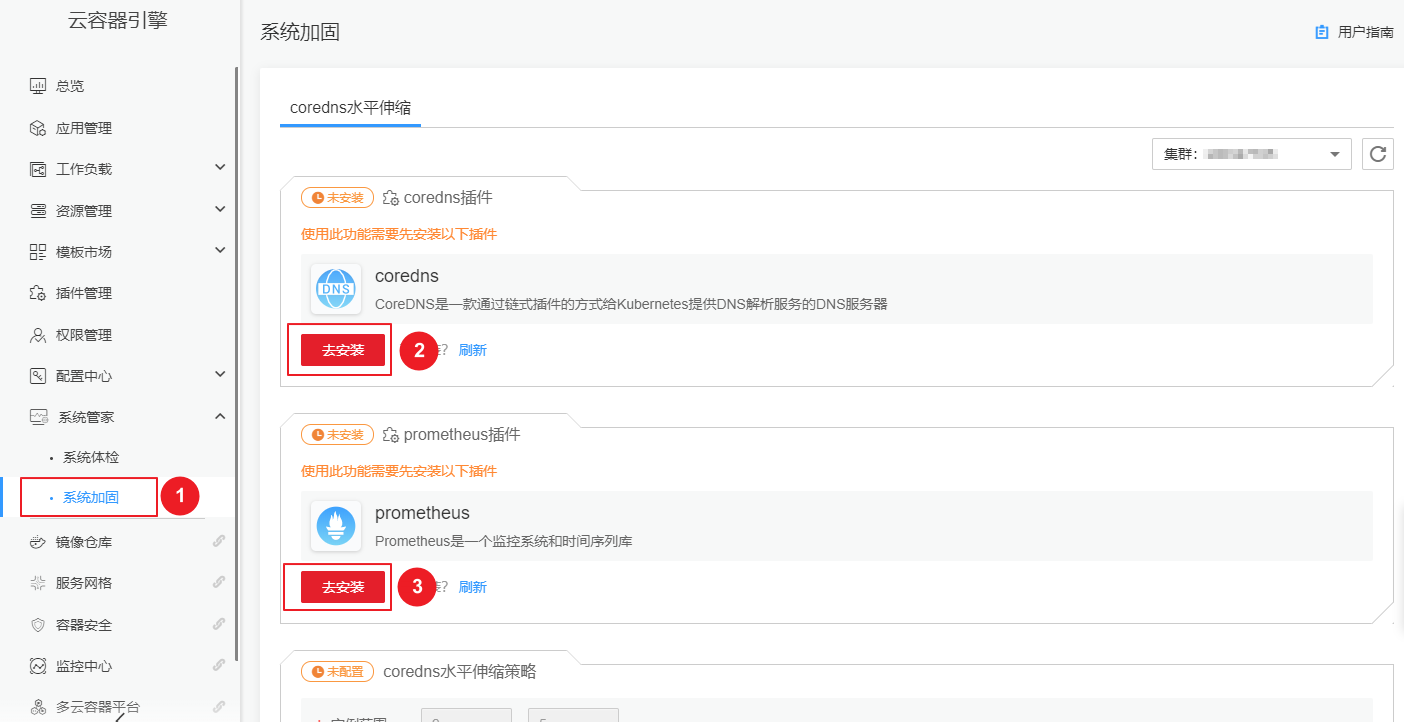 云容器引擎
总览
应用管理
工作负载
资源管理
模板市场
插件管理
权限管理
配置中心
系统管家
系统体检
系统加固
1
镜像仓库
服务网格
容器安全
监控中心
多云容器平台
系统加固
用户指南
coredns水平伸缩
集群：
未安装 coredns插件
使用此功能需要先安装以下插件
DNS
coredns
CoreDNS是一款通过链式插件的方式给Kubernetes提供DNS解析服务的DNS服务器
去安装 2 ? 刷新
未安装 prometheus插件
使用此功能需要先安装以下插件
prometheus
Prometheus是一个监控系统和时间序列库
去安装 3 ? 刷新
未配置 coredns水平伸缩策略